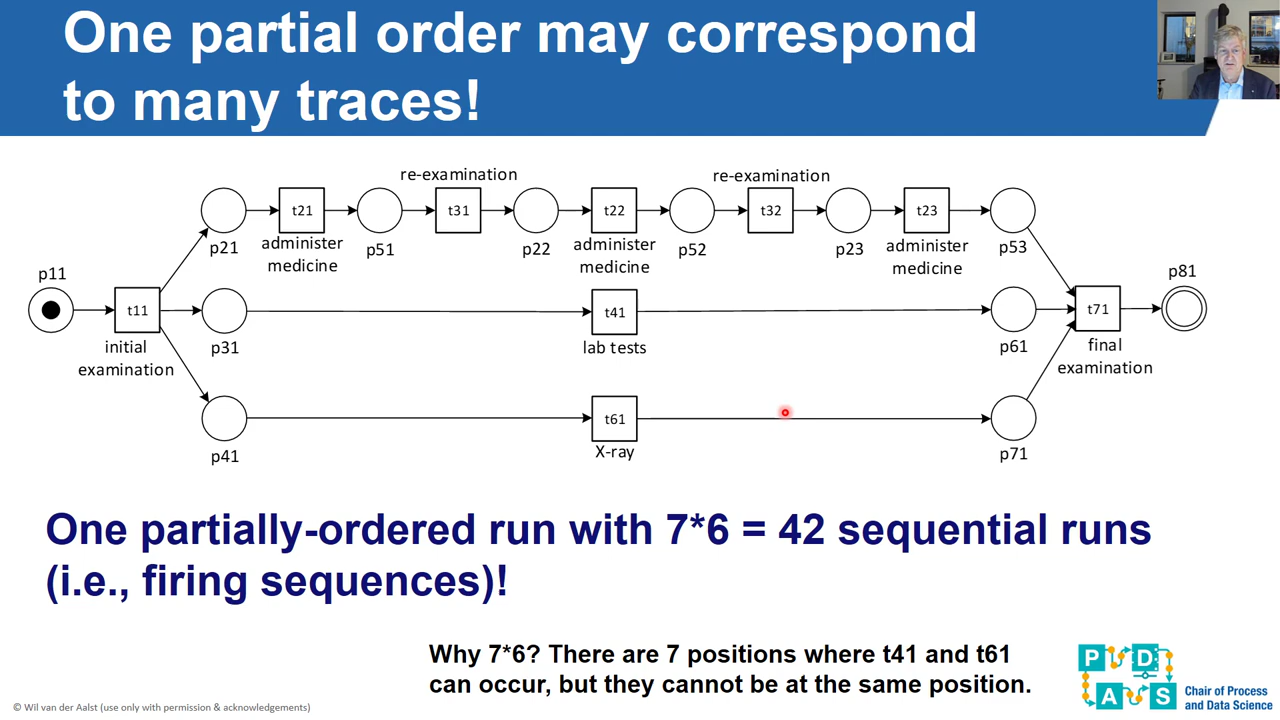 One partial order may correspond
to many traces!
re-examination
re-examination
t21
t31
t22
t32
t23
p21
administer
medicine
p51
p22
administer
medicine
p52
p23
administer
medicine
p53
p11
p81
t11
t41
t71
initial
examination
p31
lab tests
p61
final
examination
t61
p41
X-ray
p71
One partially-ordered run with 7*6 = 42 sequential runs
(i.e., firing sequences)!
Why 7*6? There are 7 positions where t41 and t61
can occur, but they cannot be at the same position.
P D
A S
Chair of Process
and Data Science
© Wil van der Aalst (use only with permission & acknowledgements)